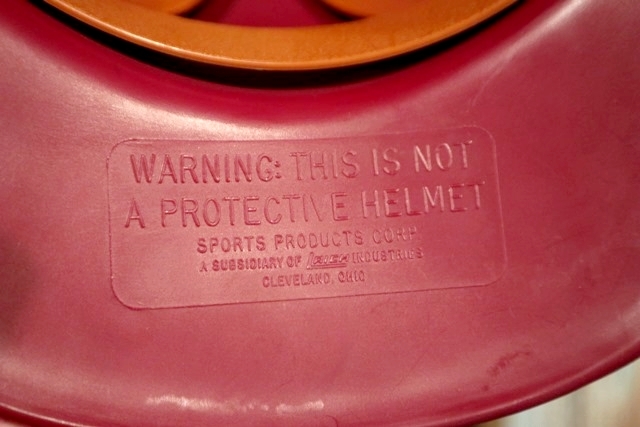 WARNING: THIS IS NOT
A PROTECTIVE HELMET
SPORTS PRODUCTS CORP.
A SUBSIDIARY OF INDUSTRIES
CLEVELAND, OHIO